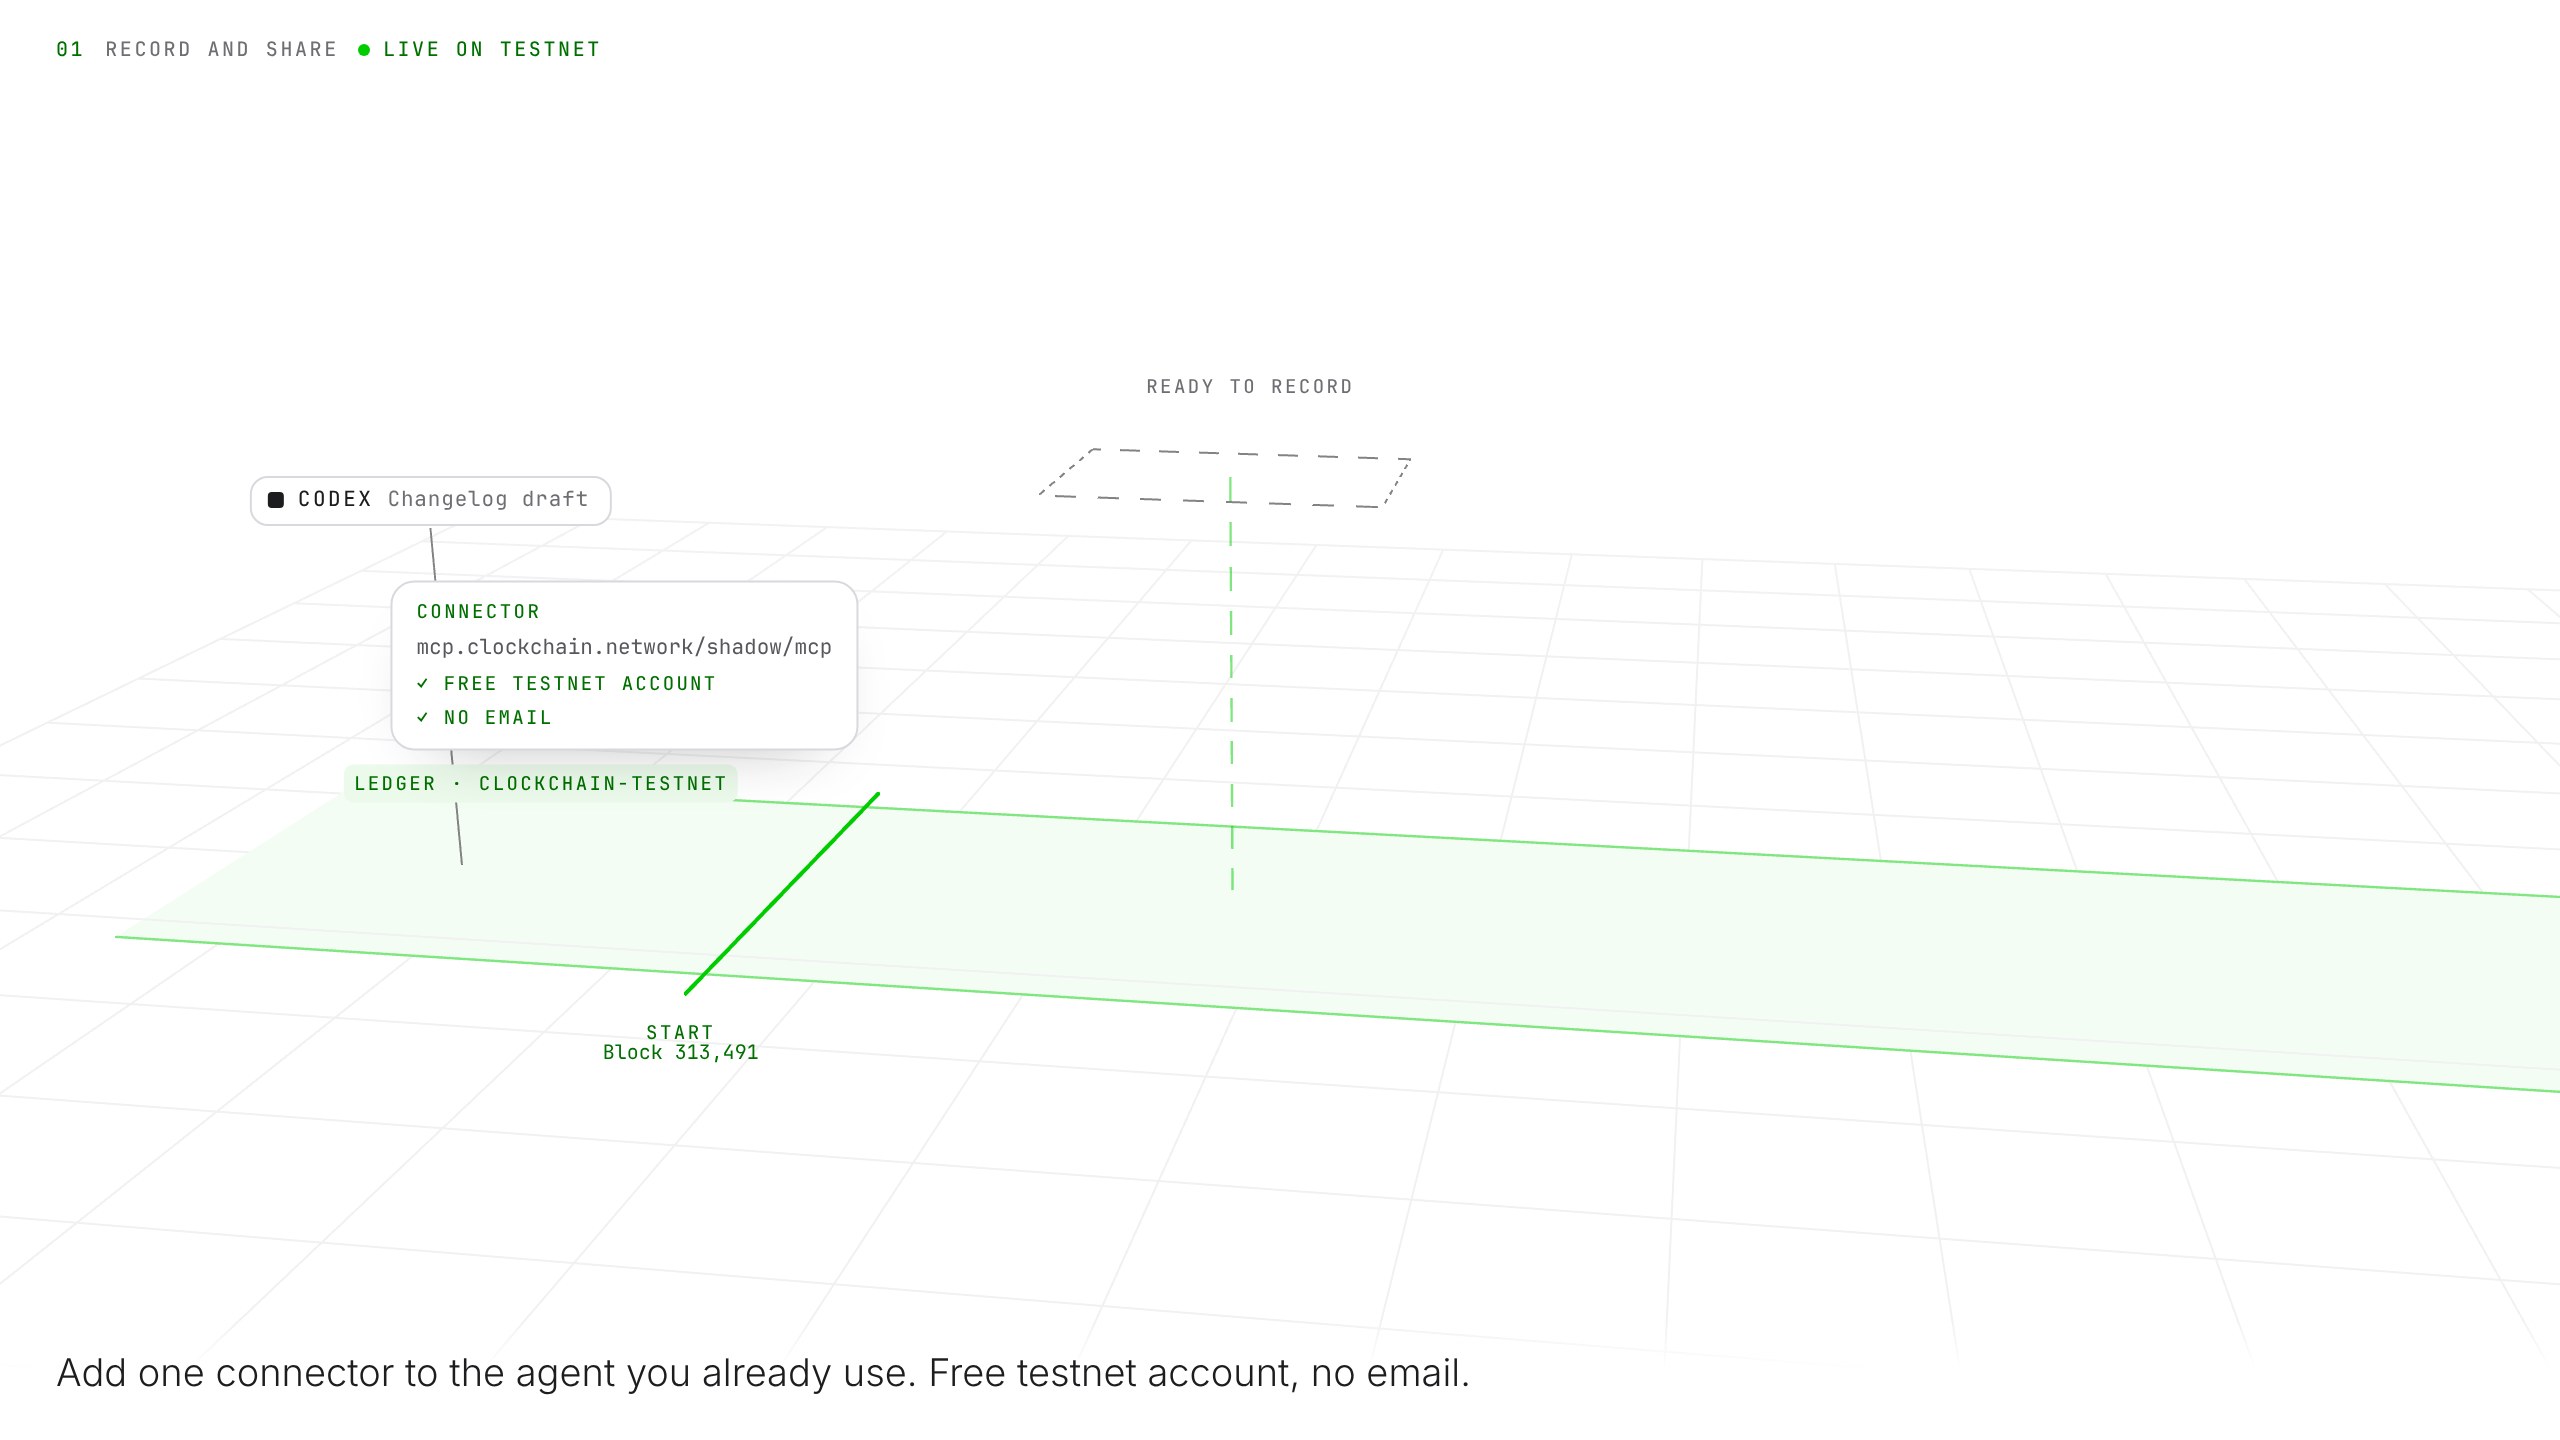 01 RECORD AND SHARE ● LIVE ON TESTNET
READY TO RECORD
CODEX Changelog draft
CONNECTOR
mcp.clockchain.network/shadow/mcp
✓ FREE TESTNET ACCOUNT
✓ NO EMAIL
LEDGER · CLOCKCHAIN-TESTNET
START
Block 313,491
Add one connector to the agent you already use. Free testnet account, no email.